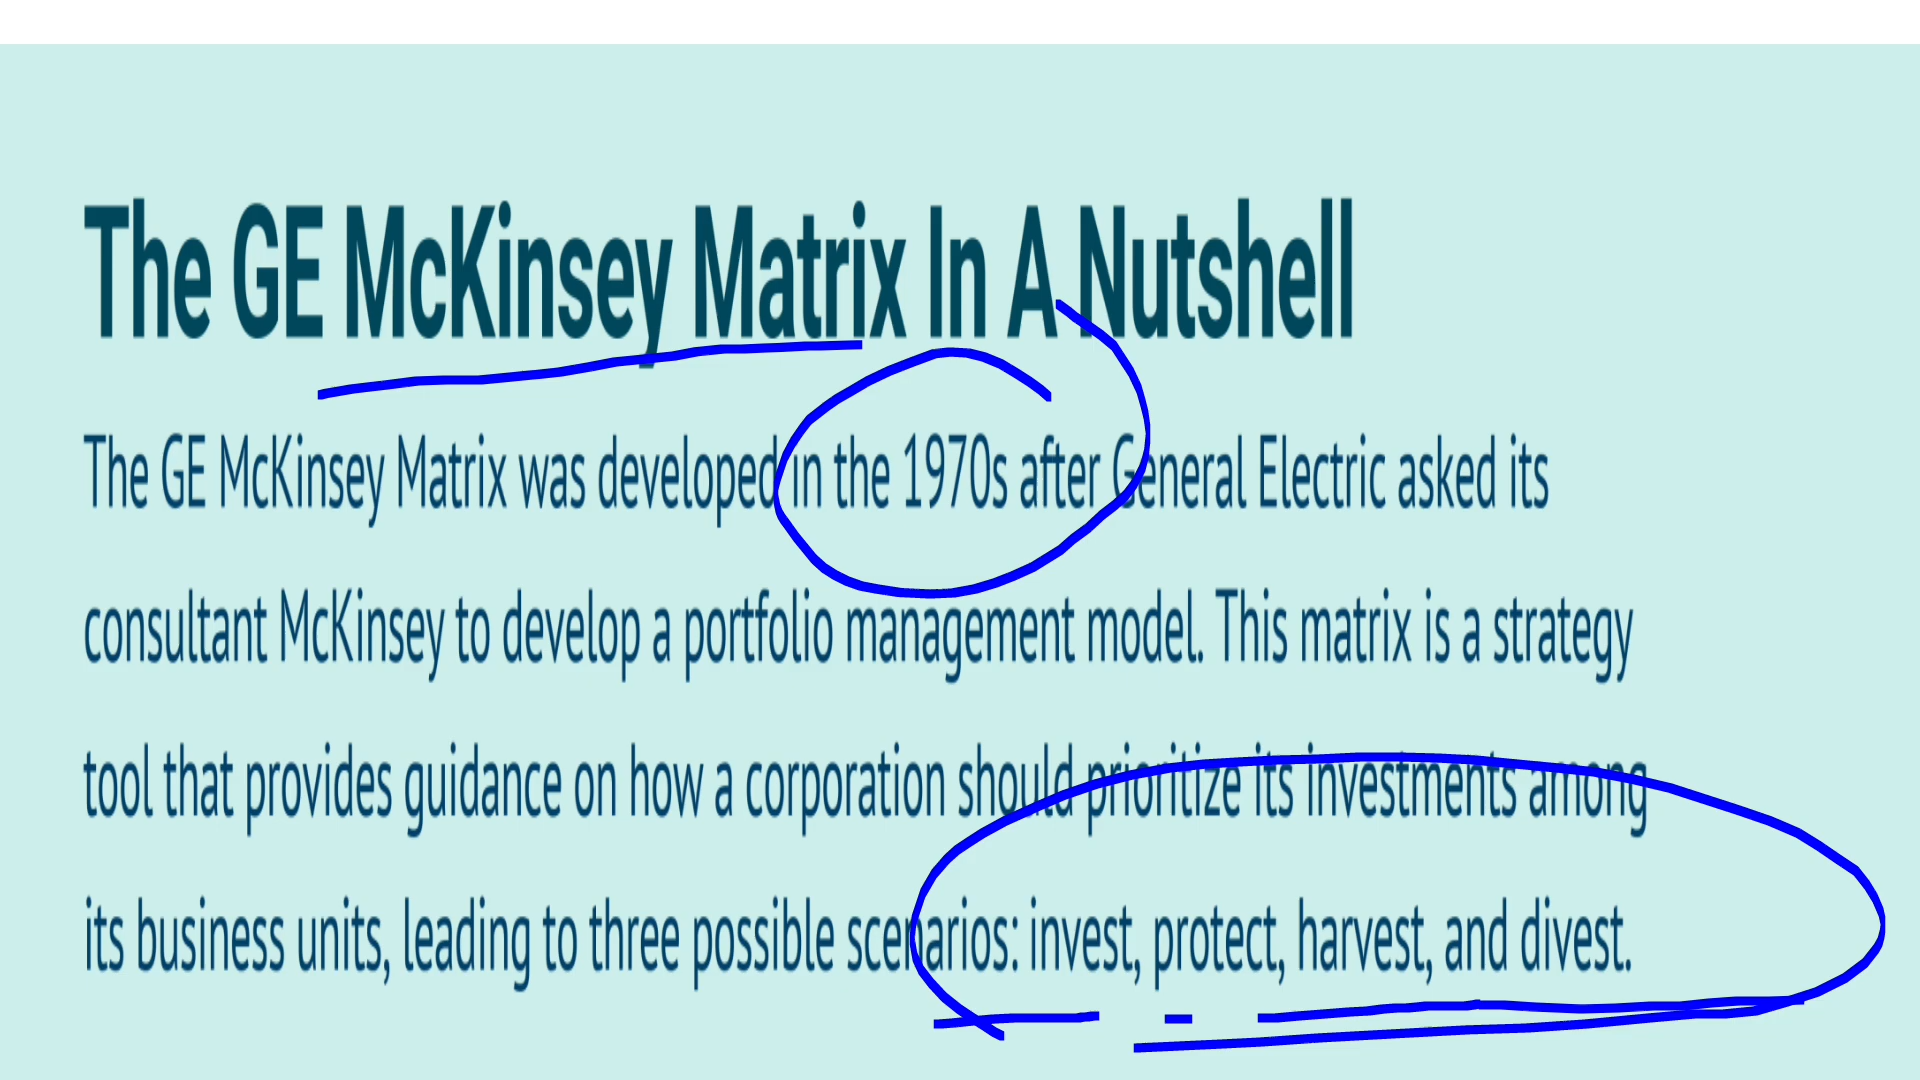 The GE McKinsey Matrix In A Nutshell
The GE McKinsey Matrix was developed in the 1970s after General Electric asked its
consultant McKinsey to develop a portfolio management model. This matrix is a strategy
tool that provides guidance on how a corporation should prioritize its investments among
its business units, leading to three possible scenarios: invest, protect, harvest, and divest.